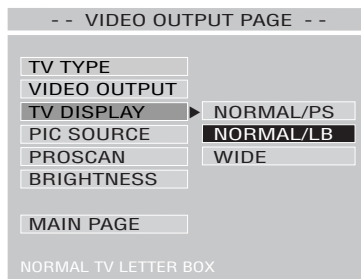 - - VIDEO OUTPUT PAGE - -
TV TYPE
VIDEO OUTPUT
TV DISPLAY NORMAL/PS
PIC SOURCE NORMAL/LB
PROSCAN WIDE
BRIGHTNESS
MAIN PAGE
NORMAL TV LETTER BOX